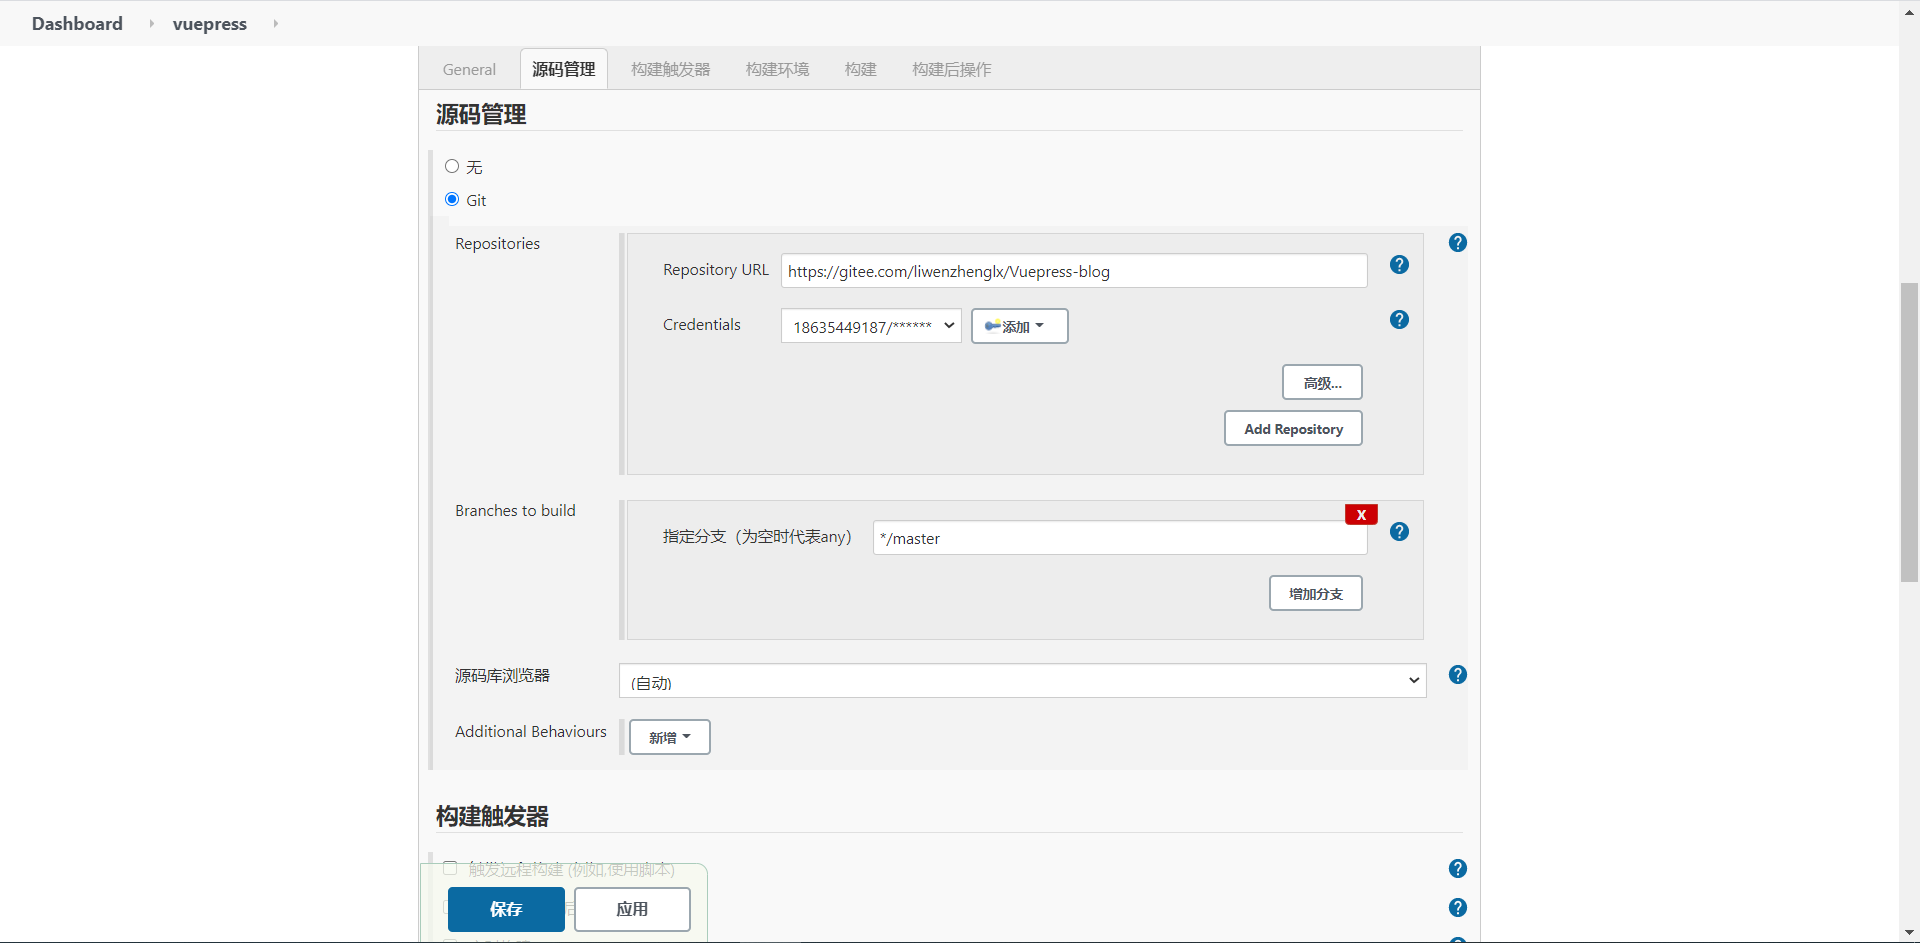 Dashboard vuepress
General 源码管理 构建触发器 构建环境 构建 构建后操作
源码管理
无
Git
Repositories
Repository URL https://gitee.com/liwenzhenglx/Vuepress-blog
Credentials 18635449187/****** 添加
高级...
Add Repository
Branches to build
X
指定分支（为空时代表any） */master
增加分支
源码库浏览器 (自动)
Additional Behaviours 新增
构建触发器
触发远程构建 (例如,使用脚本)
保存 应用